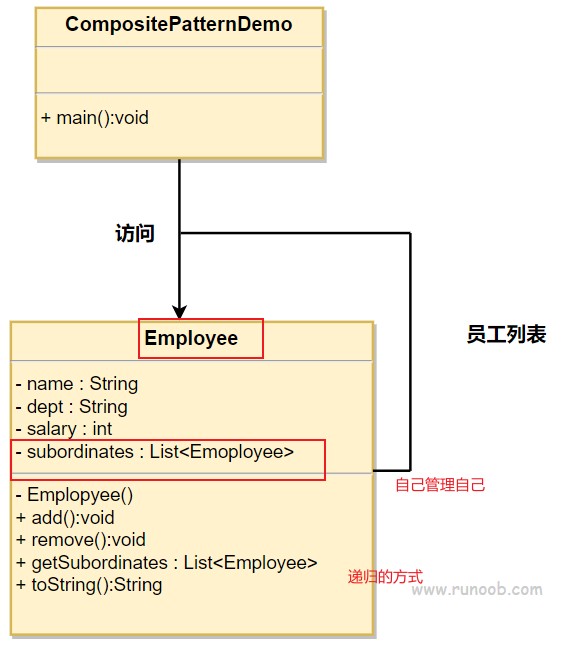 CompositePatternDemo
+ main():void
访问
员工列表
Employee
- name : String
- dept : String
- salary : int
- subordinates : List<Emoployee>
自己管理自己
- Emplopyee()
+ add():void
+ remove():void
+ getSubordinates : List<Employee>
+ toString():String
递归的方式
www.runoob.com